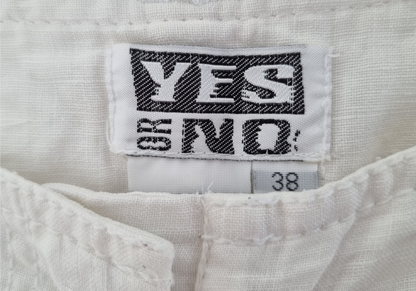 YES
OR NO
38